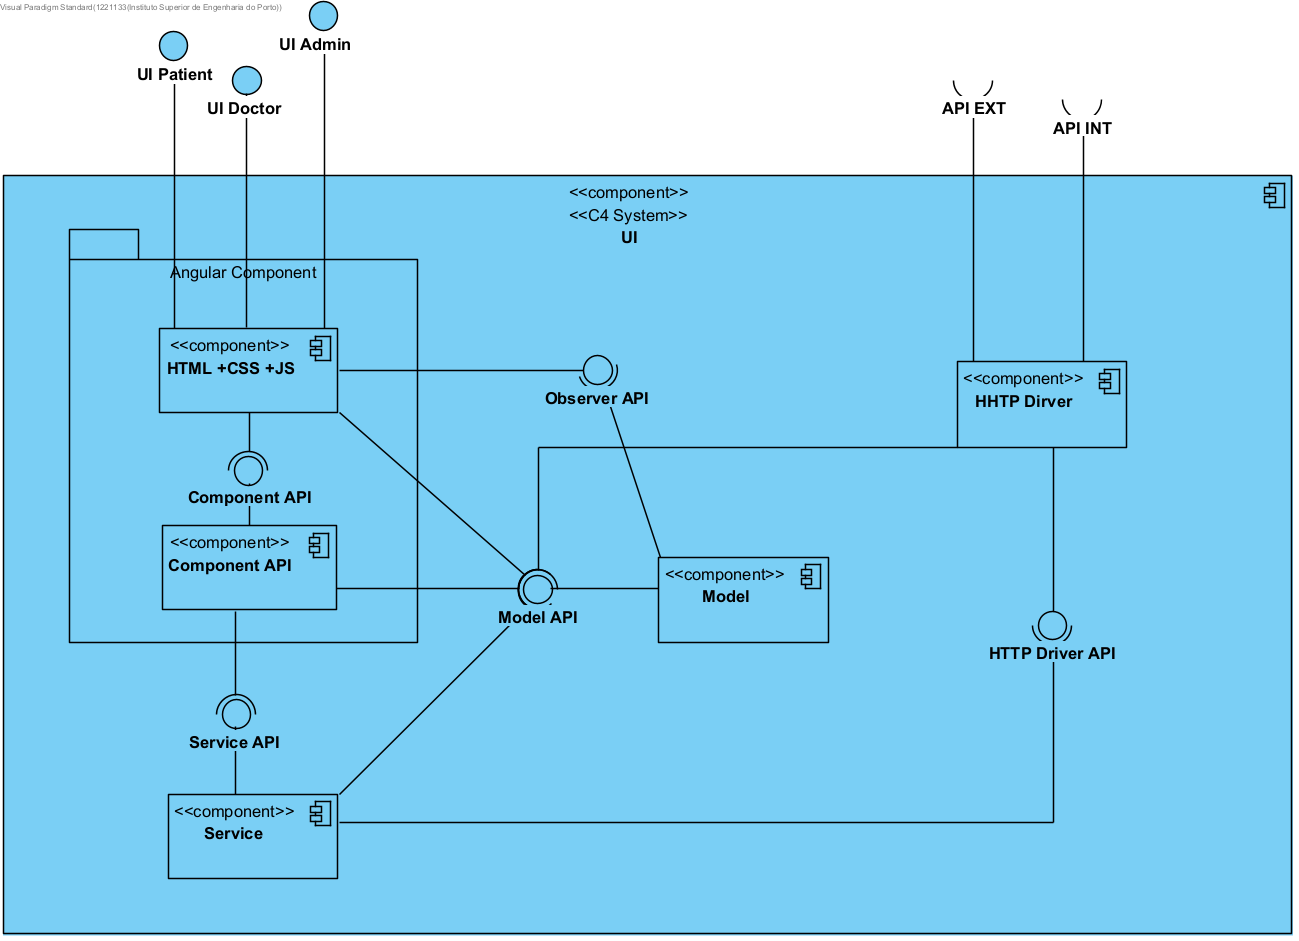 Visual Paradigm Standard(1221133(Instituto Superior de Engenharia do Porto))
UI Admin
UI Patient
UI Doctor
API EXT
API INT
<<component>>
<<C4 System>>
UI
Angular Component
<<component>>
HTML +CSS +JS
<<component>>
HHTP Dirver
Observer API
Component API
<<component>>
Component API
<<component>>
Model
Model API
HTTP Driver API
Service API
<<component>>
Service